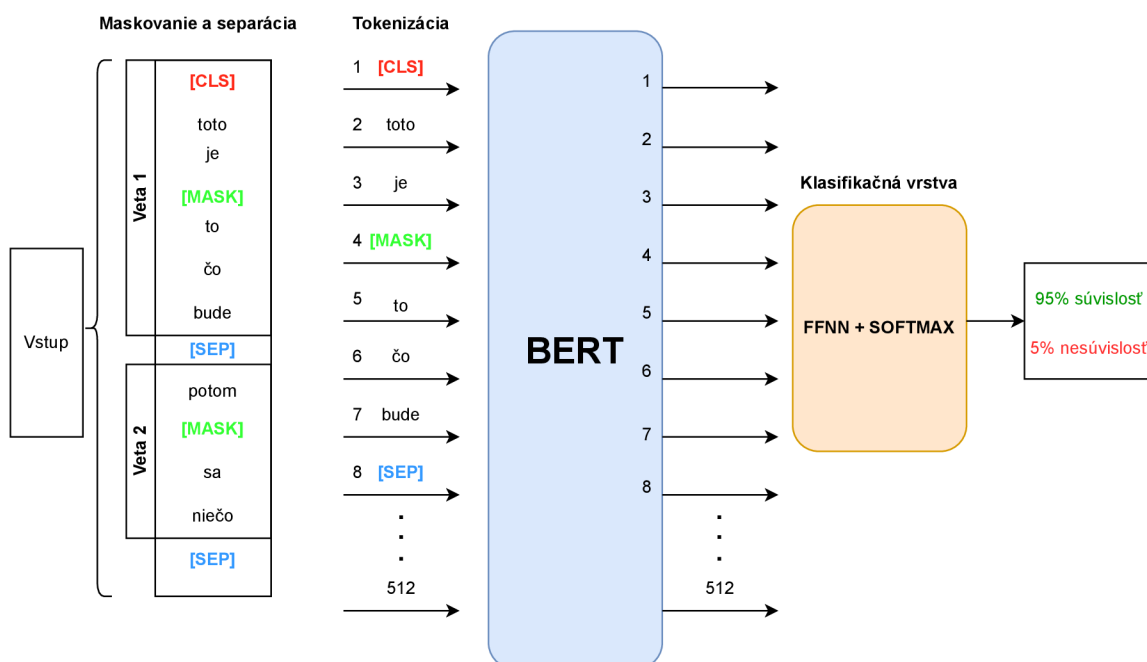 Maskovanie a separácia
Tokenizácia
Vstup
Veta 1
[CLS]
toto
je
[MASK]
to
čo
bude
[SEP]
Veta 2
potom
[MASK]
sa
niečo
[SEP]
1 [CLS]
2 toto
3 je
4 [MASK]
5 to
6 čo
7 bude
8 [SEP]
512
BERT
1
2
3
4
5
6
7
8
512
Klasifikačná vrstva
FFNN + SOFTMAX
95% súvislosť
5% nesúvislosť